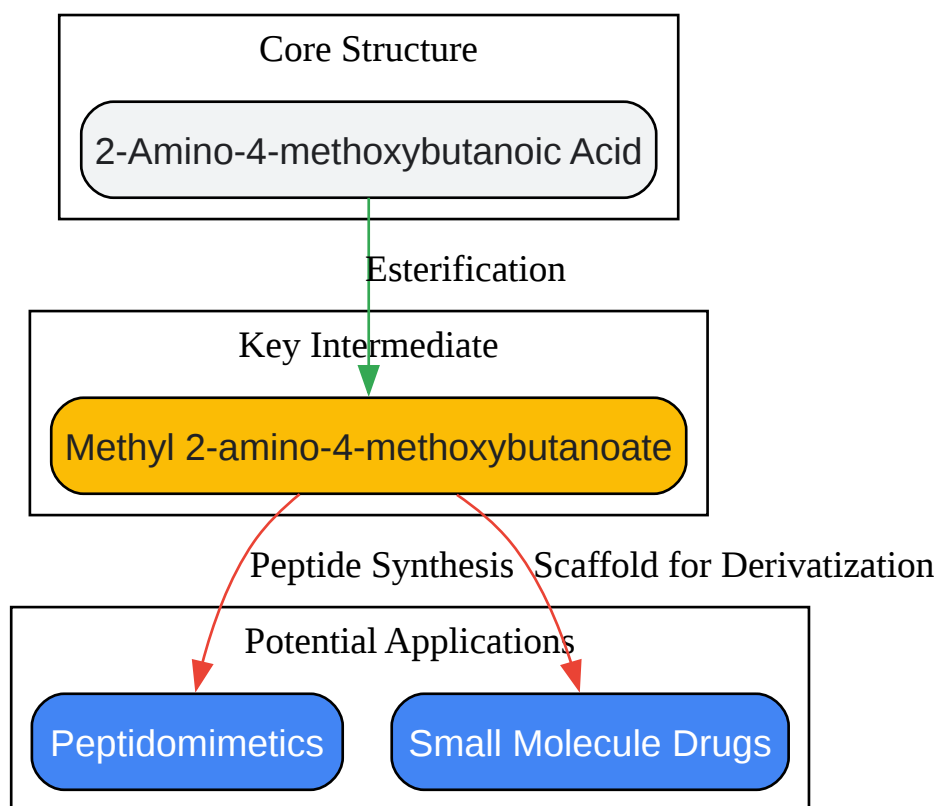 Core Structure
2-Amino-4-methoxybutanoic Acid
Esterification
Key Intermediate
Methyl 2-amino-4-methoxybutanoate
Peptide Synthesis
Scaffold for Derivatization
Potential Applications
Peptidomimetics
Small Molecule Drugs